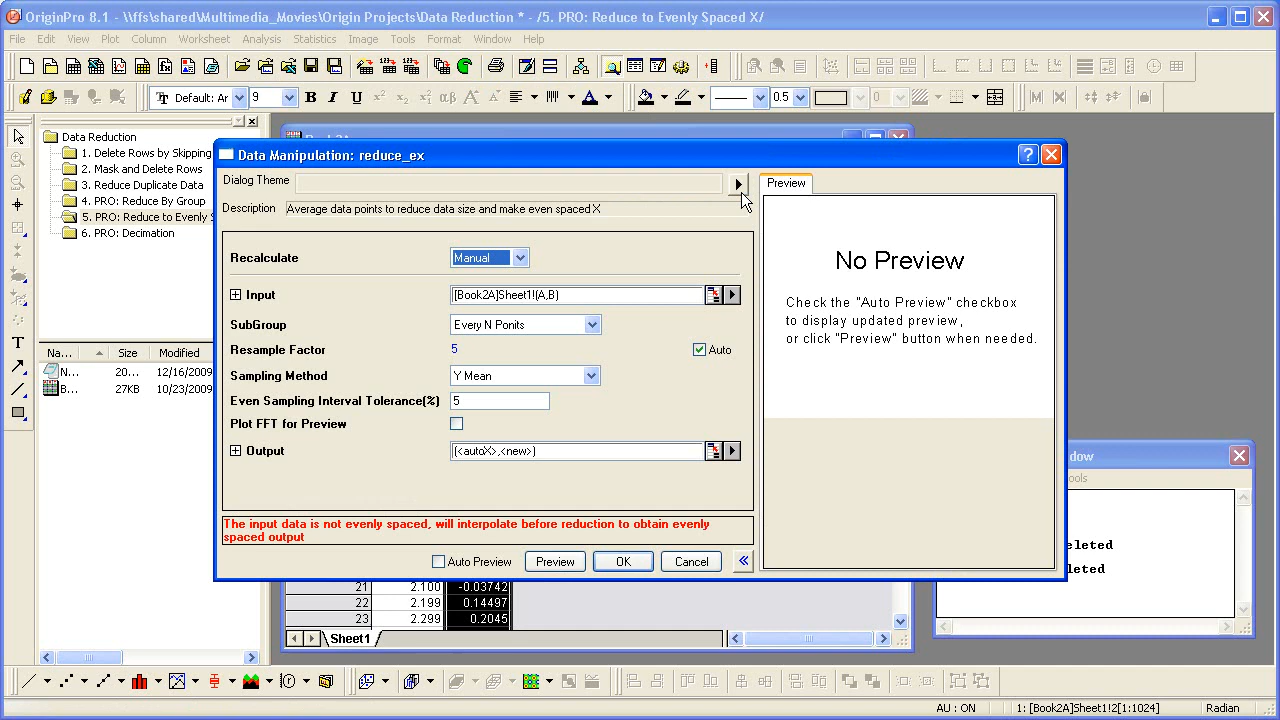 OriginPro 8.1 - \\ffs\shared\Multimedia_Movies\Origin Projects\Data Reduction * - /5. PRO: Reduce to Evenly Spaced X/
File Edit View Plot Column Worksheet Analysis Statistics Image Tools Format Window Help
Default: Ar 9 B I U 0.5 0
Data Reduction
1. Delete Rows by Skipping
2. Mask and Delete Rows
3. Reduce Duplicate Data
4. PRO: Reduce By Group
5. PRO: Reduce to Evenly S
6. PRO: Decimation
Na... Size Modified
N... 20... 12/16/2009
B... 27KB 10/23/2009
Data Manipulation: reduce_ex
Dialog Theme
Description Average data points to reduce data size and make even spaced X
Recalculate Manual
Input [Book2A]Sheet1!(A,B)
SubGroup Every N Ponits
Resample Factor 5 Auto
Sampling Method Y Mean
Even Sampling Interval Tolerance(%) 5
Plot FFT for Preview
Output (<autoX>,<new>)
The input data is not evenly spaced, will interpolate before reduction to obtain evenly
spaced output
Auto Preview Preview OK Cancel
Preview
No Preview
Check the "Auto Preview" checkbox
to display updated preview,
or click "Preview" button when needed.
21 2.100 -0.03742
22 2.199 0.14497
23 2.299 0.2045
Sheet1
dow
ools
eleted
eleted
AU : ON 1: [Book2A]Sheet1!2[1:1024] Radian